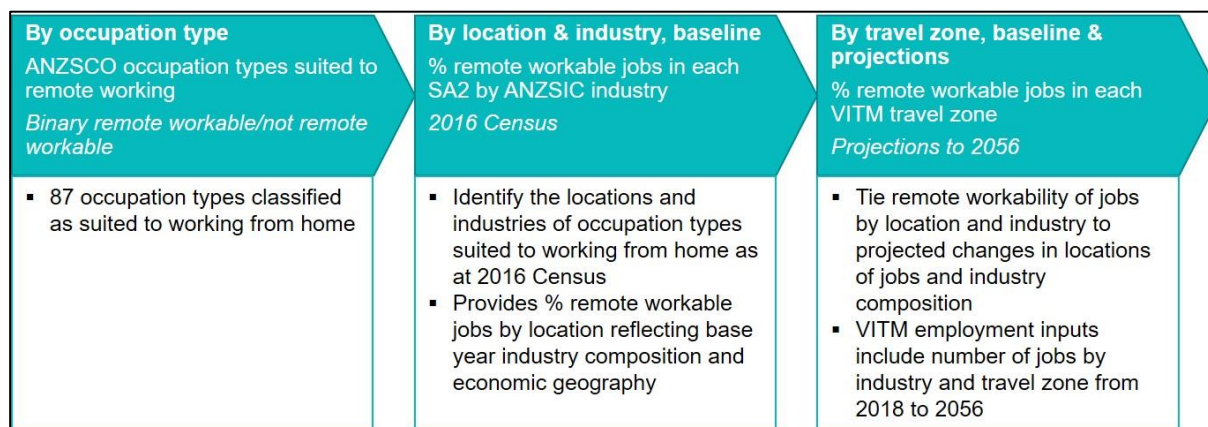 By occupation type
ANZSCO occupation types suited to
remote working
Binary remote workable/not remote
workable
▪ 87 occupation types classified
as suited to working from home
By location & industry, baseline
% remote workable jobs in each
SA2 by ANZSIC industry
2016 Census
▪ Identify the locations and
industries of occupation types
suited to working from home as
at 2016 Census
▪ Provides % remote workable
jobs by location reflecting base
year industry composition and
economic geography
By travel zone, baseline &
projections
% remote workable jobs in each
VITM travel zone
Projections to 2056
▪ Tie remote workability of jobs
by location and industry to
projected changes in locations
of jobs and industry
composition
▪ VITM employment inputs
include number of jobs by
industry and travel zone from
2018 to 2056